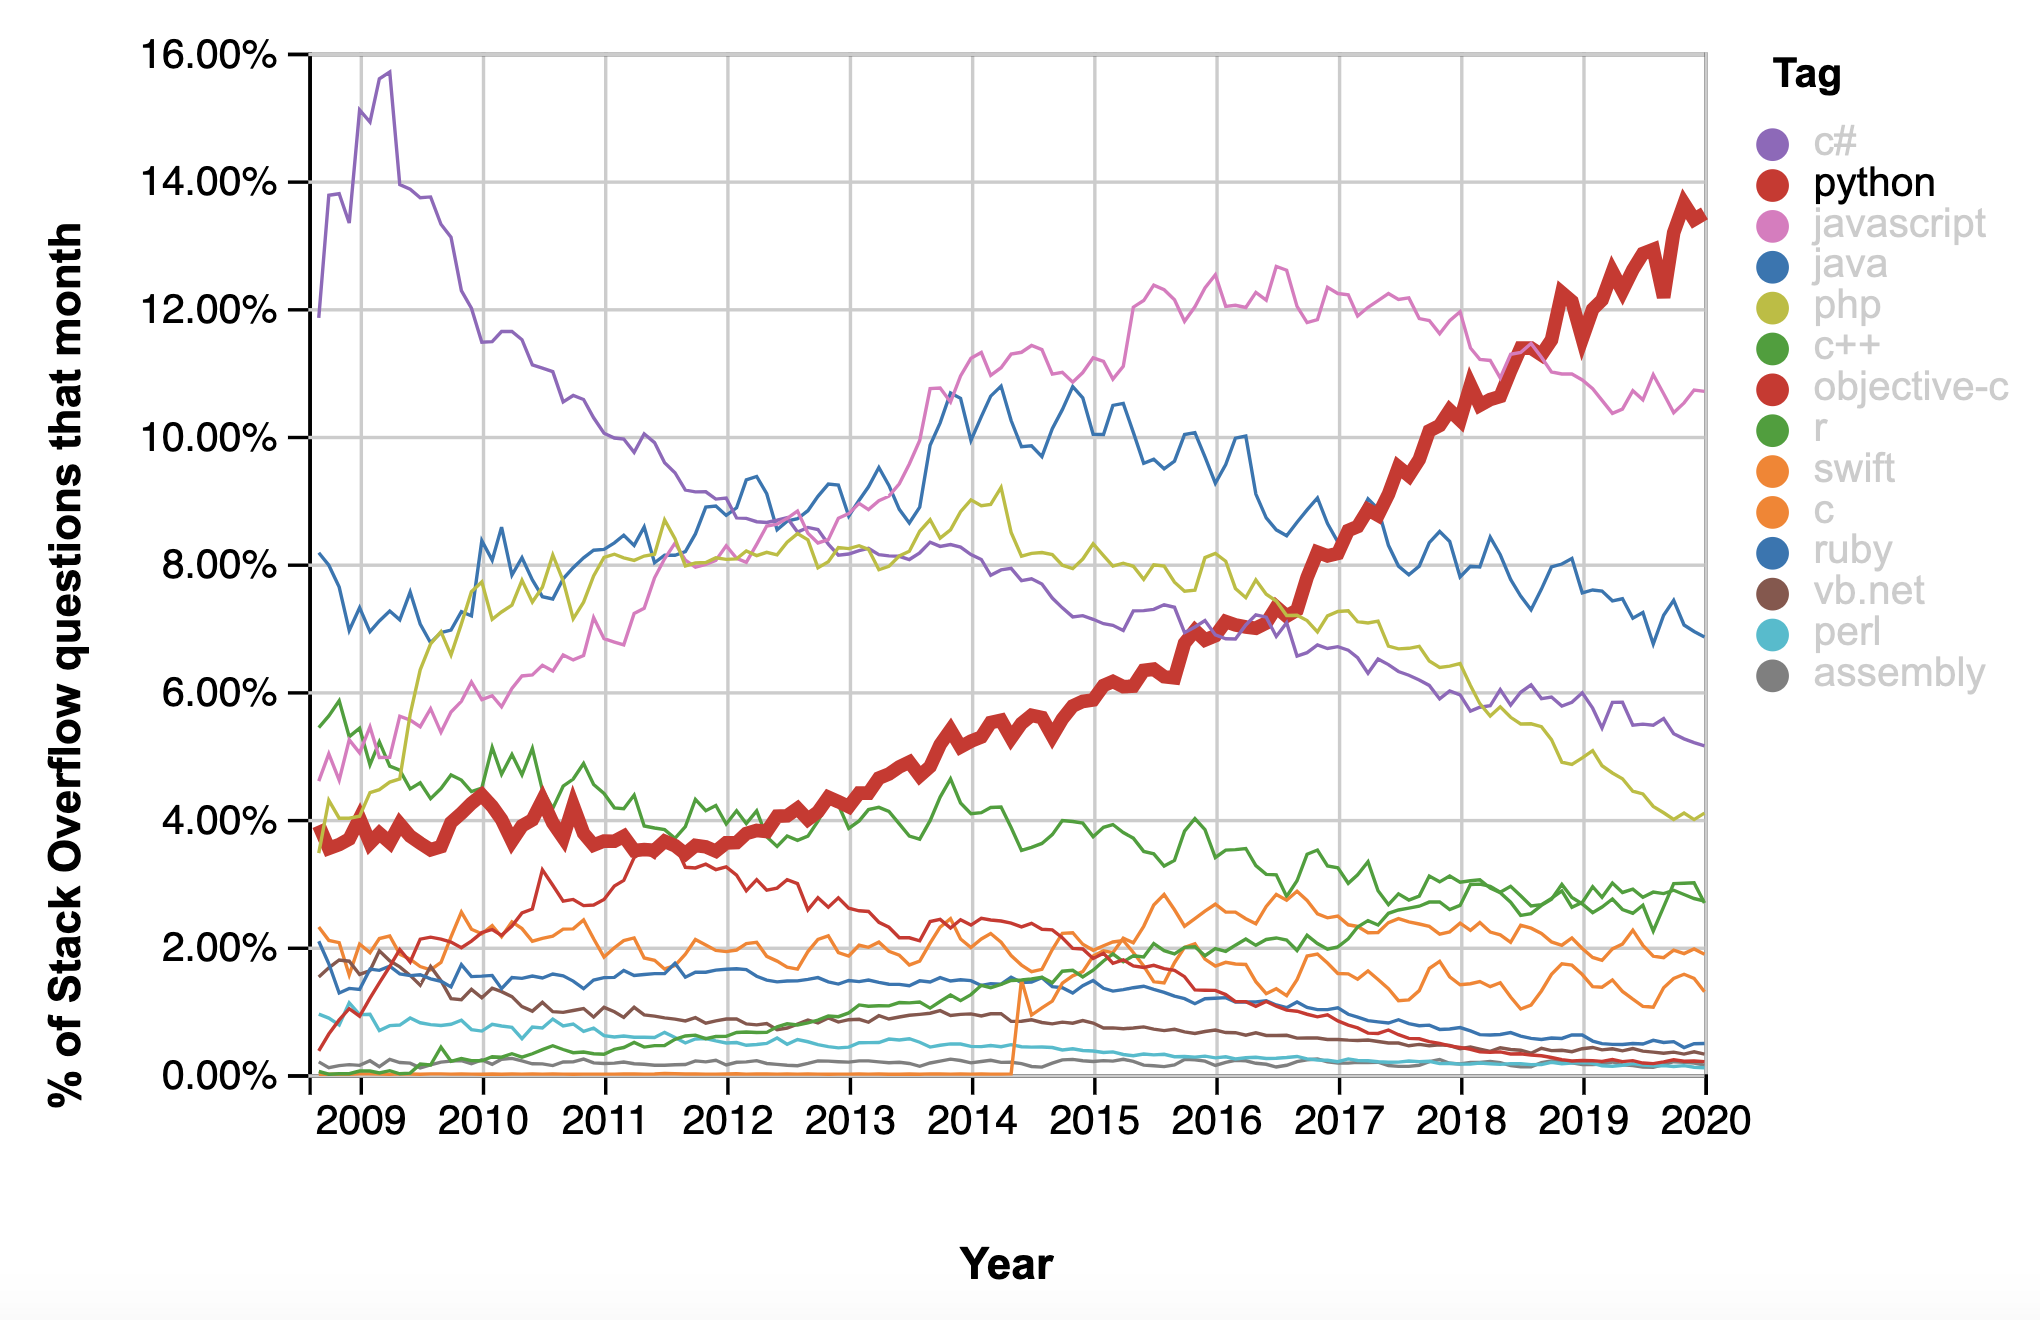 % of Stack Overflow questions that month
16.00%
14.00%
12.00%
10.00%
8.00%
6.00%
4.00%
2.00%
0.00%
2009 2010 2011 2012 2013 2014 2015 2016 2017 2018 2019 2020
Year
Tag
c#
python
javascript
java
php
c++
objective-c
r
swift
c
ruby
vb.net
perl
assembly